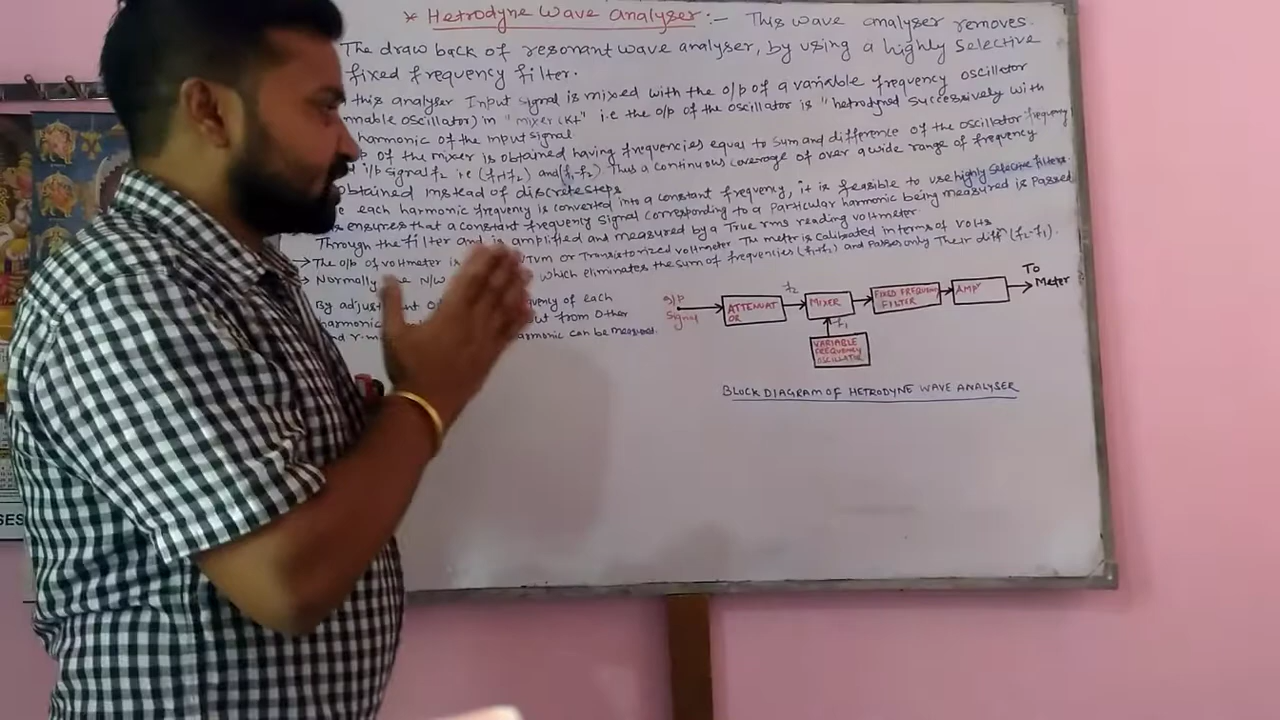 * Hetrodyne Wave analyser :- This wave analyser removes.
The draw back of resonant wave analyser, by using a highly Selective
fixed frequency filter.
this analyser Input signal is mixed with the o/p of a variable frequency oscillator
nable oscillator) in "mixer CKt" i.e the o/p of the oscillator is "hetrodyned successively with
harmonic of the input signal
of the mixer is obtained having frequencies equal to Sum and difference of the oscillator frequency
i/p signal f2 i.e (f1+f2) and (f1-f2). Thus a continuous coverage of over a wide range of frequency
obtained instead of discrete steps
each harmonic frequency is converted into a constant frequency, it is feasible to use highly Selective filters.
ensures that a constant frequency signal corresponding to a Particular harmonic being measured is Passed
Through the filter and is amplified and measured by a True rms reading voltmeter
→ The o/p of voltmeter is VTVM or Transistorized voltmeter The meter is calibrated in terms of volts
→ Normally the N/W which eliminates the sum of frequencies (f1+f2) and Passes only Their diff (f2-f1).
By adjust frequency of each
harmonic from other
harmonic can be measured.
Signal
ATTENUAT
OR
f2
MIXER
f1
VARIABLE
FREQUENCY
OSCILLATOR
FIXED FREQUENCY
FILTER
AMP
To
Meter
BLOCK DIAGRAM OF HETRODYNE WAVE ANALYSER